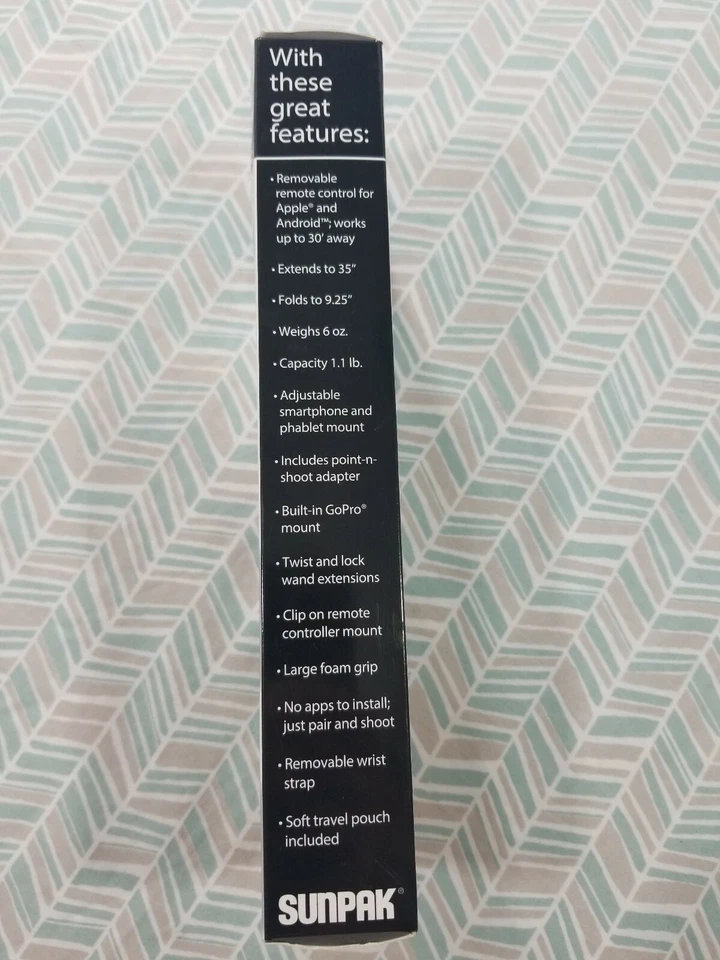 With
these
great
features:
• Removable
remote control for
Apple® and
Android™; works
up to 30' away
• Extends to 35"
• Folds to 9.25"
• Weighs 6 oz.
• Capacity 1.1 lb.
• Adjustable
smartphone and
phablet mount
• Includes point-n-
shoot adapter
• Built-in GoPro®
mount
• Twist and lock
wand extensions
• Clip on remote
controller mount
• Large foam grip
• No apps to install;
just pair and shoot
• Removable wrist
strap
• Soft travel pouch
included
SUNPAK®